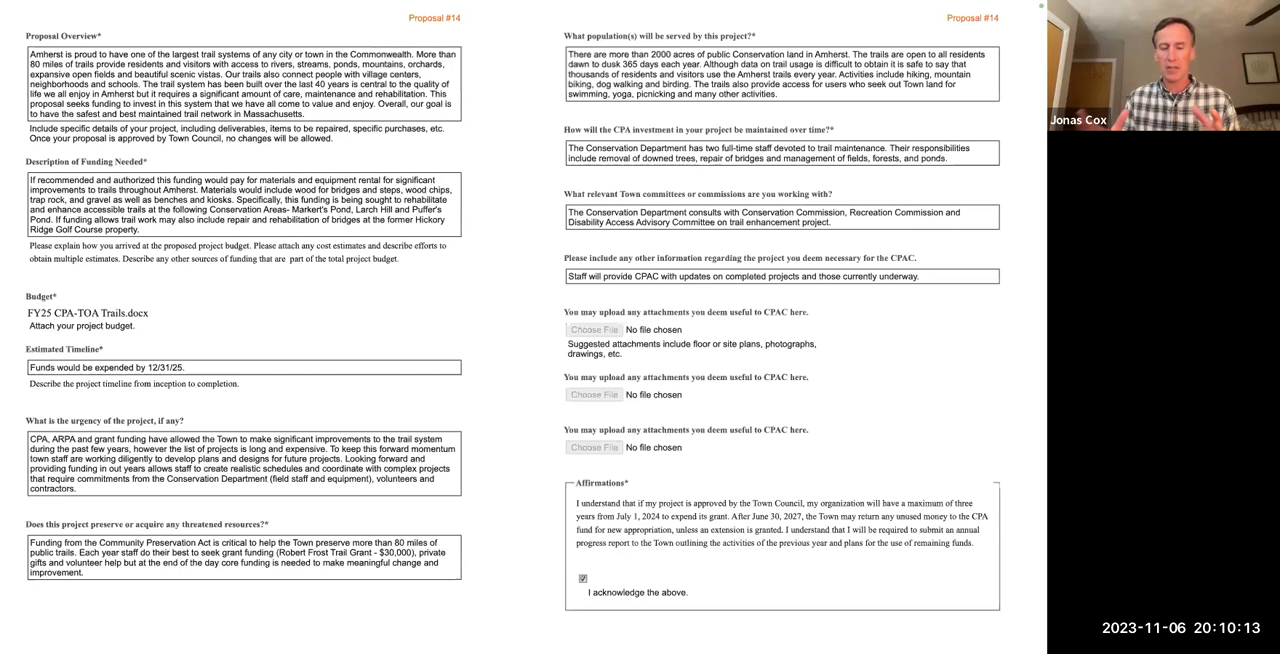 Proposal #14
Proposal Overview*
Amherst is proud to have one of the largest trail systems of any city or town in the Commonwealth. More than
80 miles of trails provide residents and visitors with access to rivers, streams, ponds, mountains, orchards,
expansive open fields and beautiful scenic vistas. Our trails also connect people with village centers,
neighborhoods and schools. The trail system has been built over the last 40 years is central to the quality of
life we all enjoy in Amherst but it requires a significant amount of care, maintenance and rehabilitation. This
proposal seeks funding to invest in this system that we have all come to value and enjoy. Overall, our goal is
to have the safest and best maintained trail network in Massachusetts.
Include specific details of your project, including deliverables, items to be repaired, specific purchases, etc.
Once your proposal is approved by Town Council, no changes will be allowed.
Description of Funding Needed*
If recommended and authorized this funding would pay for materials and equipment rental for significant
improvements to trails throughout Amherst. Materials would include wood for bridges and steps, wood chips,
trap rock, and gravel as well as benches and kiosks. Specifically, this funding is being sought to rehabilitate
and enhance accessible trails at the following Conservation Areas- Markert's Pond, Larch Hill and Puffer's
Pond. If funding allows trail work may also include repair and rehabilitation of bridges at the former Hickory
Ridge Golf Course property.
Please explain how you arrived at the proposed project budget. Please attach any cost estimates and describe efforts to
obtain multiple estimates. Describe any other sources of funding that are part of the total project budget.
Budget*
FY25 CPA-TOA Trails.docx
Attach your project budget.
Estimated Timeline*
Funds would be expended by 12/31/25.
Describe the project timeline from inception to completion.
What is the urgency of the project, if any?
CPA, ARPA and grant funding have allowed the Town to make significant improvements to the trail system
during the past few years, however the list of projects is long and expensive. To keep this forward momentum
town staff are working diligently to develop plans and designs for future projects. Looking forward and
providing funding in out years allows staff to create realistic schedules and coordinate with complex projects
that require commitments from the Conservation Department (field staff and equipment), volunteers and
contractors.
Does this project preserve or acquire any threatened resources?*
Funding from the Community Preservation Act is critical to help the Town preserve more than 80 miles of
public trails. Each year staff do their best to seek grant funding (Robert Frost Trail Grant - $30,000), private
gifts and volunteer help but at the end of the day core funding is needed to make meaningful change and
improvement.
Proposal #14
What population(s) will be served by this project?*
There are more than 2000 acres of public Conservation land in Amherst. The trails are open to all residents
dawn to dusk 365 days each year. Although data on trail usage is difficult to obtain it is safe to say that
thousands of residents and visitors use the Amherst trails every year. Activities include hiking, mountain
biking, dog walking and birding. The trails also provide access for users who seek out Town land for
swimming, yoga, picnicking and many other activities.
How will the CPA investment in your project be maintained over time?*
The Conservation Department has two full-time staff devoted to trail maintenance. Their responsibilities
include removal of downed trees, repair of bridges and management of fields, forests, and ponds.
What relevant Town committees or commissions are you working with?
The Conservation Department consults with Conservation Commission, Recreation Commission and
Disability Access Advisory Committee on trail enhancement project.
Please include any other information regarding the project you deem necessary for the CPAC.
Staff will provide CPAC with updates on completed projects and those currently underway.
You may upload any attachments you deem useful to CPAC here.
Choose File No file chosen
Suggested attachments include floor or site plans, photographs,
drawings, etc.
You may upload any attachments you deem useful to CPAC here.
Choose File No file chosen
You may upload any attachments you deem useful to CPAC here.
Choose File No file chosen
Affirmations*
I understand that if my project is approved by the Town Council, my organization will have a maximum of three
years from July 1, 2024 to expend its grant. After June 30, 2027, the Town may return any unused money to the CPA
fund for new appropriation, unless an extension is granted. I understand that I will be required to submit an annual
progress report to the Town outlining the activities of the previous year and plans for the use of remaining funds.
I acknowledge the above.
Jonas Cox
2023-11-06 20:10:13